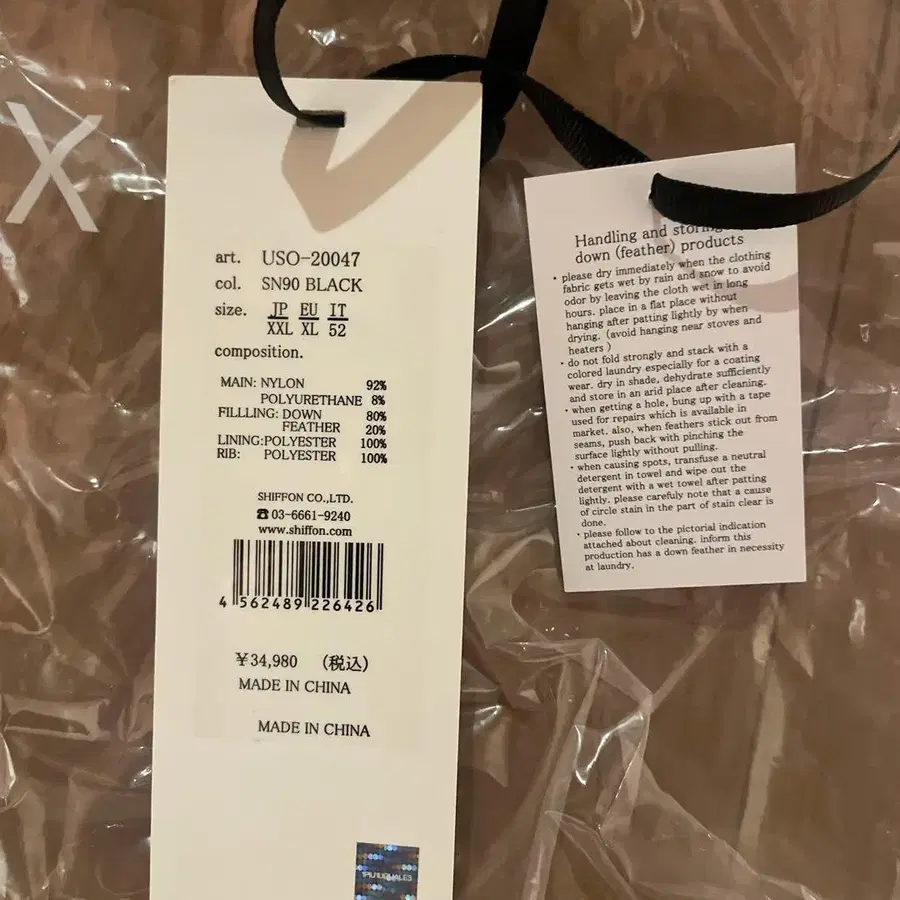 X
art. USO-20047
col. SN90 BLACK
size. JP EU IT
XXL XL 52
composition.
MAIN: NYLON 92%
POLYURETHANE 8%
FILLLING: DOWN 80%
FEATHER 20%
LINING:POLYESTER 100%
RIB: POLYESTER 100%
SHIFFON CO.,LTD.
☎03-6661-9240
www.shiffon.com
4 562489 226426
¥34,980 (税込)
MADE IN CHINA
MADE IN CHINA
Handling and storing
down (feather) products
・please dry immediately when the clothing
fabric gets wet by rain and snow to avoid
odor by leaving the cloth wet in long
hours. place in a flat place without
hanging after patting lightly by when
drying. (avoid hanging near stoves and
heaters )
・do not fold strongly and stack with a
colored laundry especially for a coating
wear. dry in shade, dehydrate sufficiently
and store in an arid place after cleaning.
・when getting a hole, bung up with a tape
used for repairs which is available in
market. also, when feathers stick out from
seams, push back with pinching the
surface lightly without pulling.
・when causing spots, transfuse a neutral
detergent in towel and wipe out the
detergent with a wet towel after patting
lightly. please carefuly note that a cause
of circle stain in the part of stain clear is
done.
・please follow to the pictorial indication
attached about cleaning. inform this
production has a down feather in necessity
at laundry.